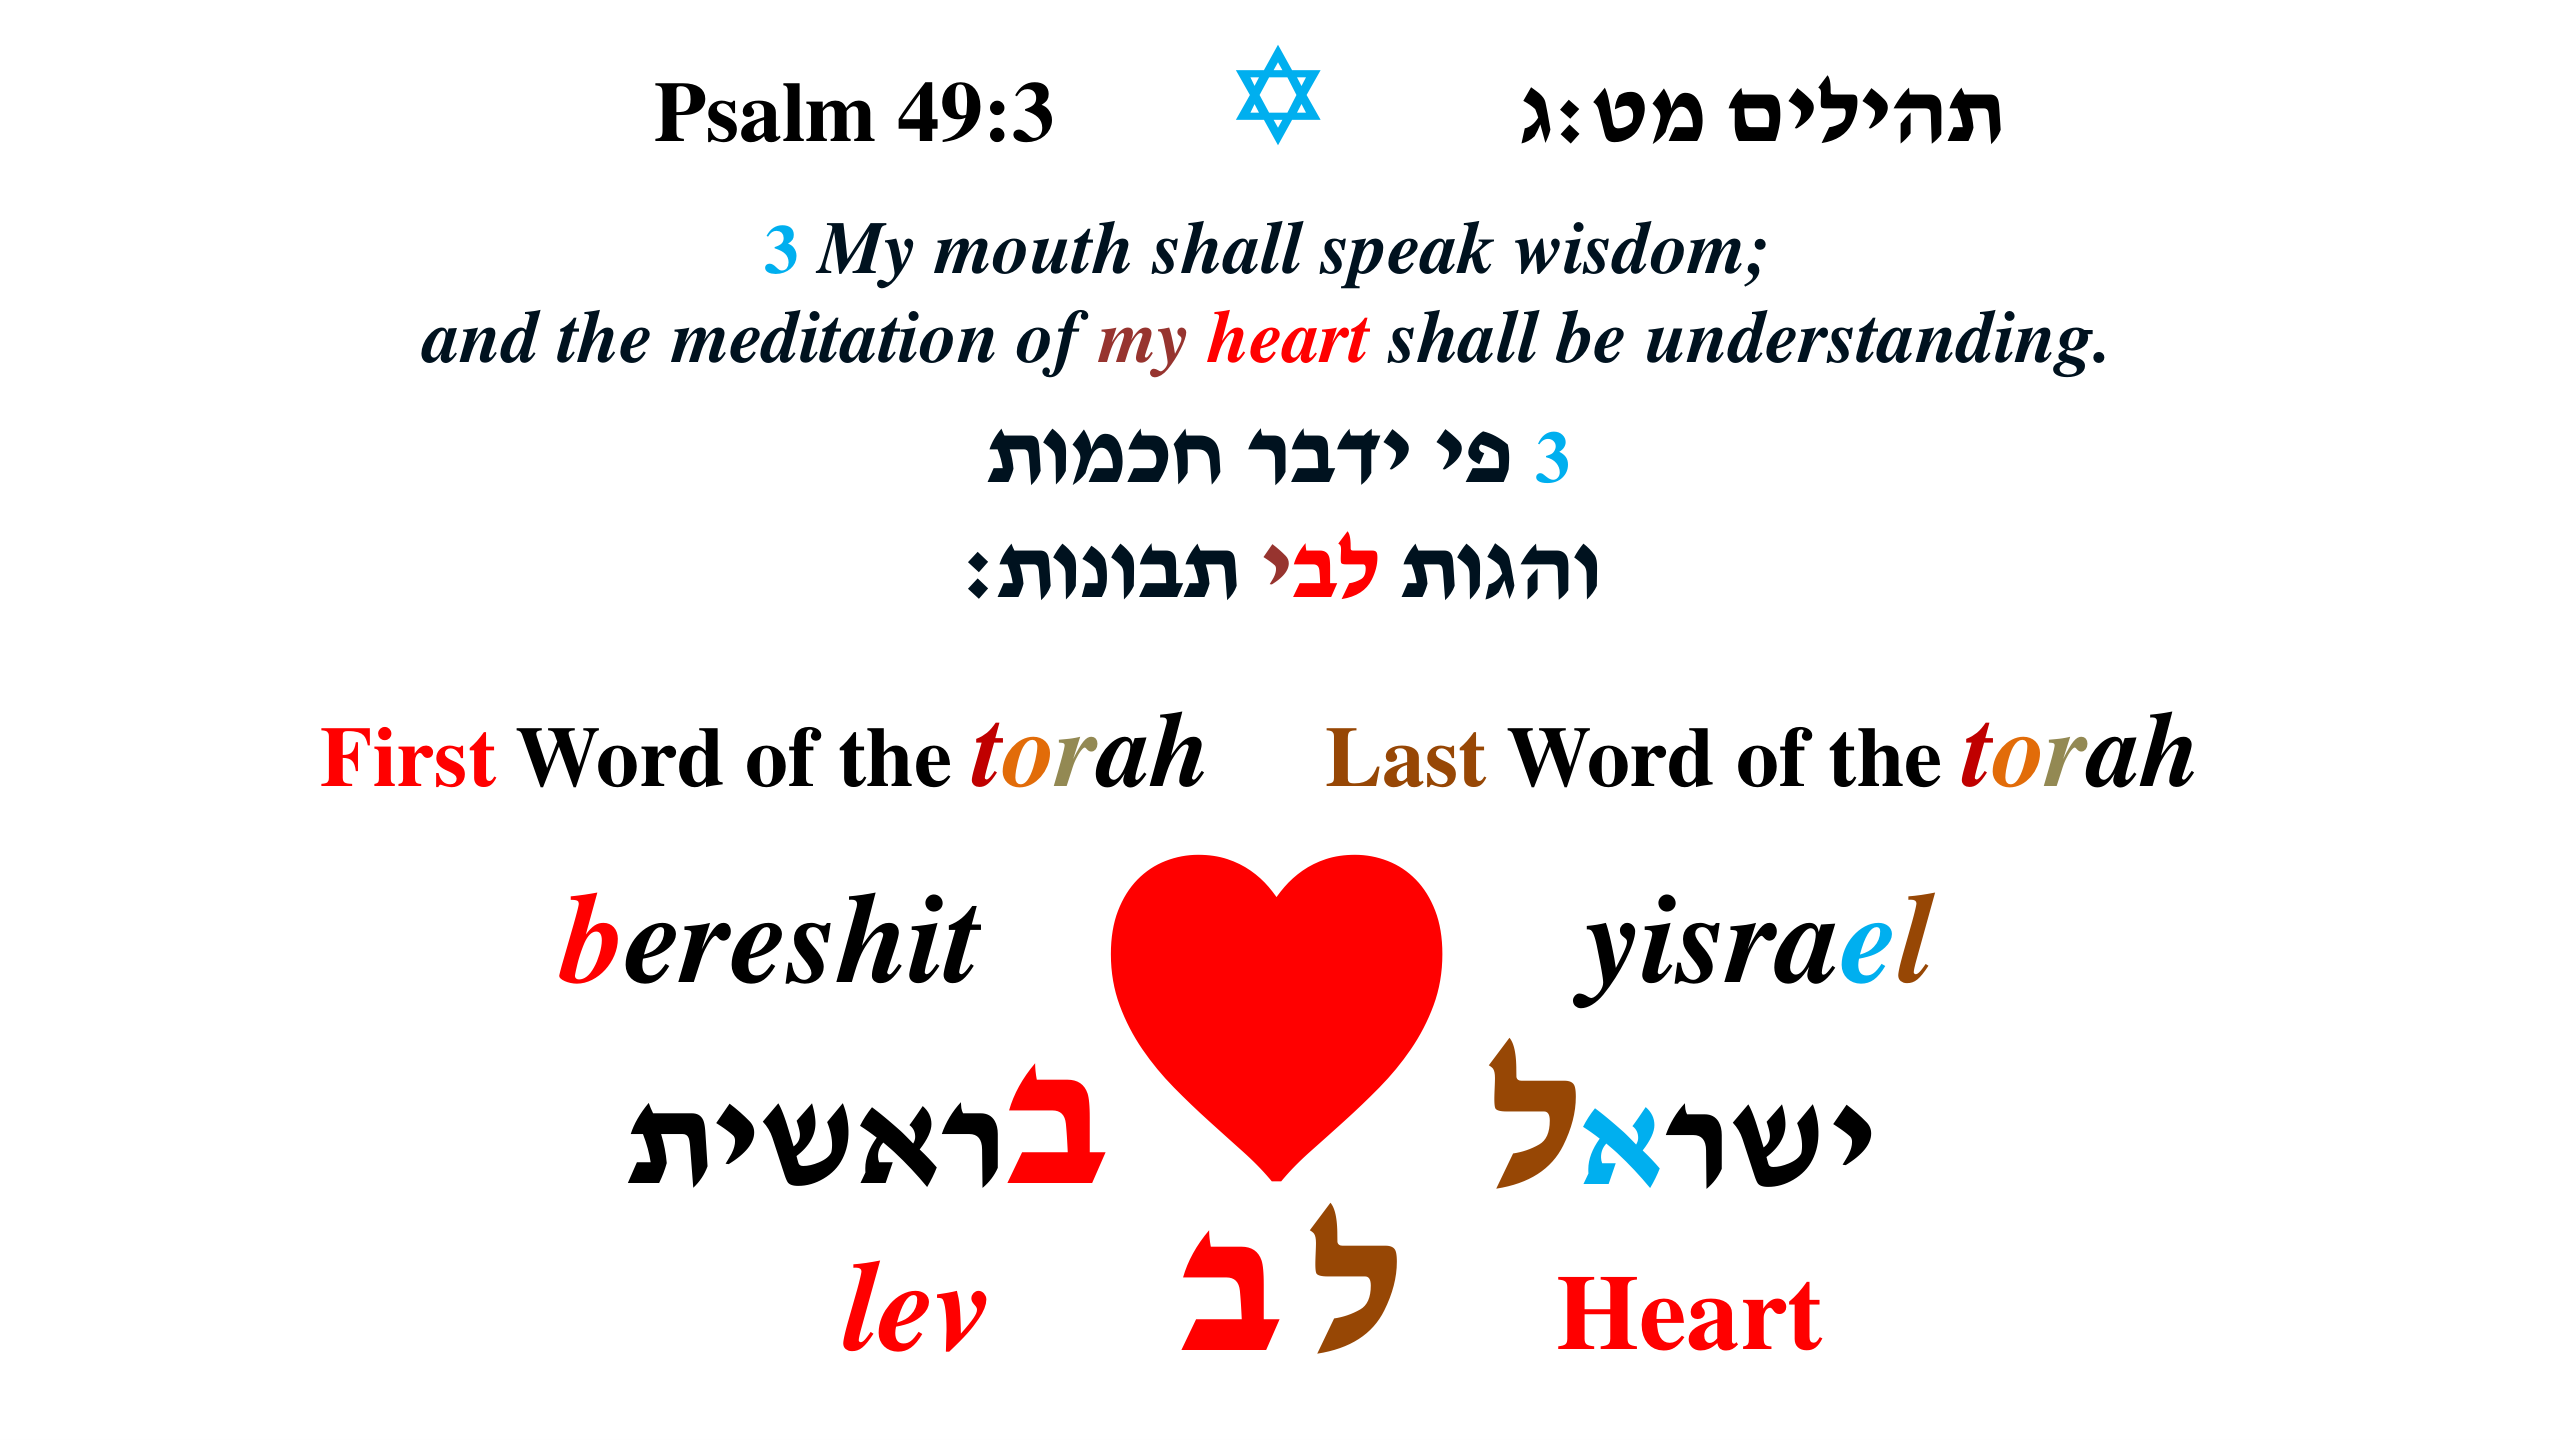 Psalm 49:3 ✡ תהילים מט:ג
3 My mouth shall speak wisdom;
and the meditation of my heart shall be understanding.
3 פי ידבר חכמות
והגות לבי תבונות:
First Word of the torah Last Word of the torah
bereshit yisrael
בראשית ישראל
lev לב Heart